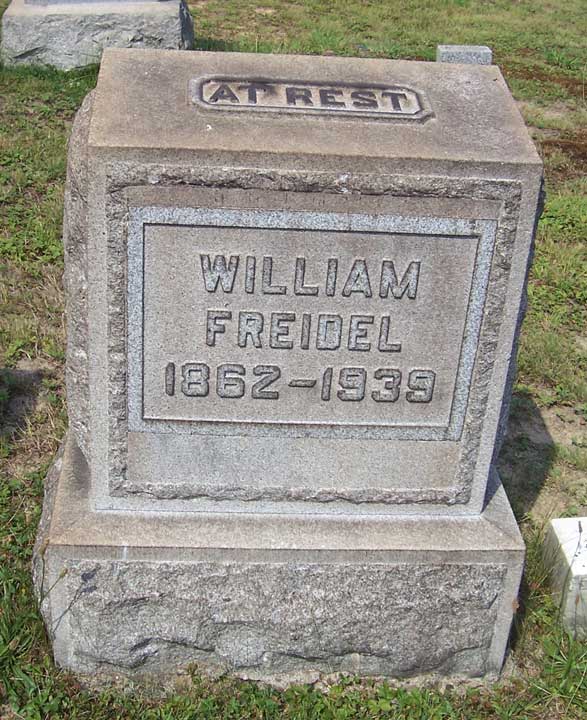 AT REST
WILLIAM
FREIDEL
1862-1939